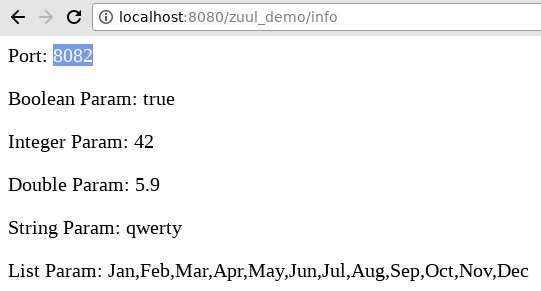 localhost:8080/zuul_demo/info
Port: 8082
Boolean Param: true
Integer Param: 42
Double Param: 5.9
String Param: qwerty
List Param: Jan,Feb,Mar,Apr,May,Jun,Jul,Aug,Sep,Oct,Nov,Dec